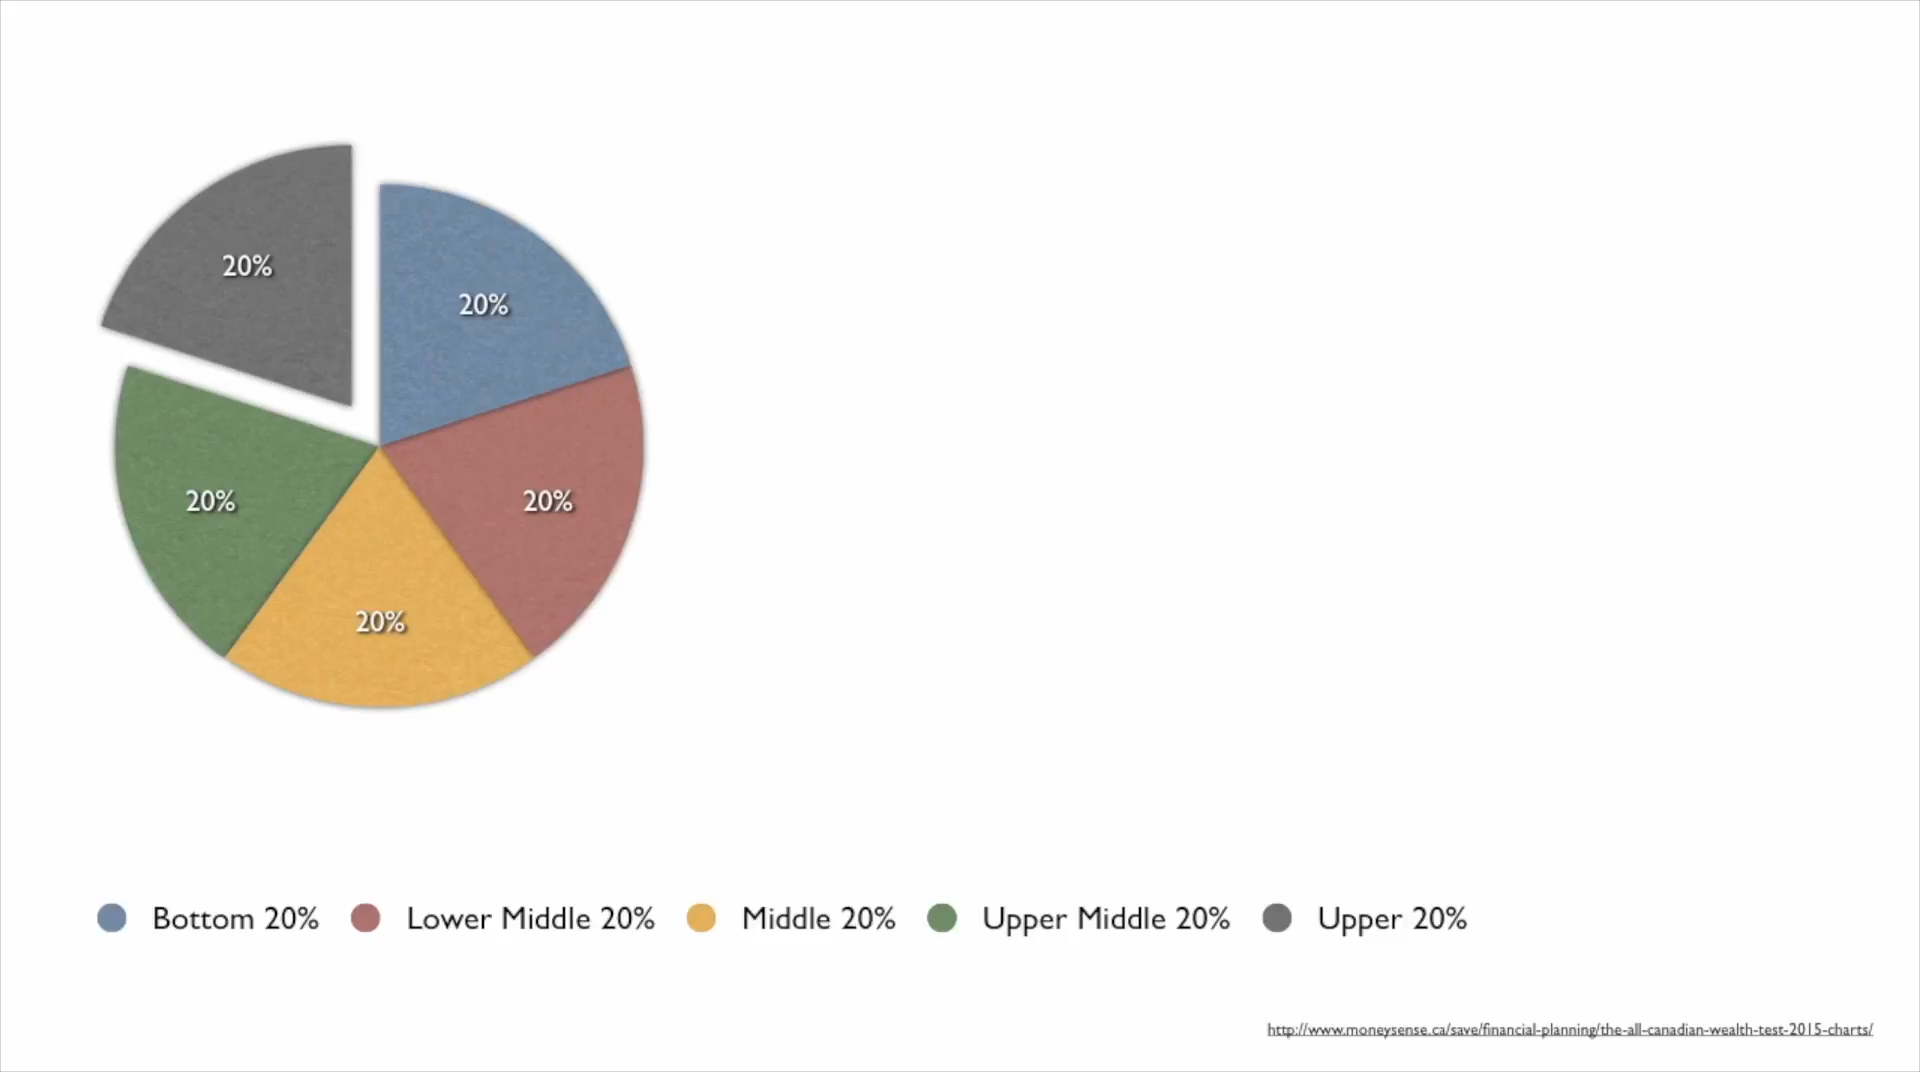 20%
20%
20%
20%
20%
Bottom 20%
Lower Middle 20%
Middle 20%
Upper Middle 20%
Upper 20%
http://www.moneysense.ca/save/financial-planning/the-all-canadian-wealth-test-2015-charts/